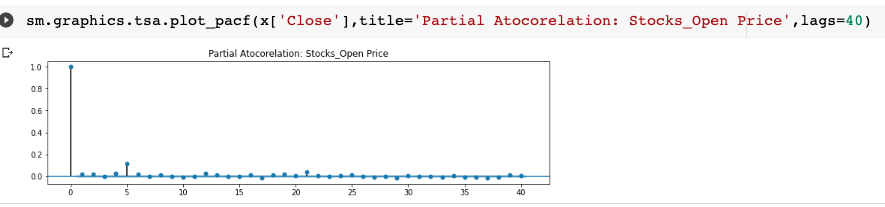 sm.graphics.tsa.plot_pacf(x['Close'],title='Partial Atocorelation: Stocks_Open Price',lags=40)
Partial Atocorelation: Stocks_Open Price
1.0
0.8
0.6
0.4
0.2
0.0
0 5 10 15 20 25 30 35 40